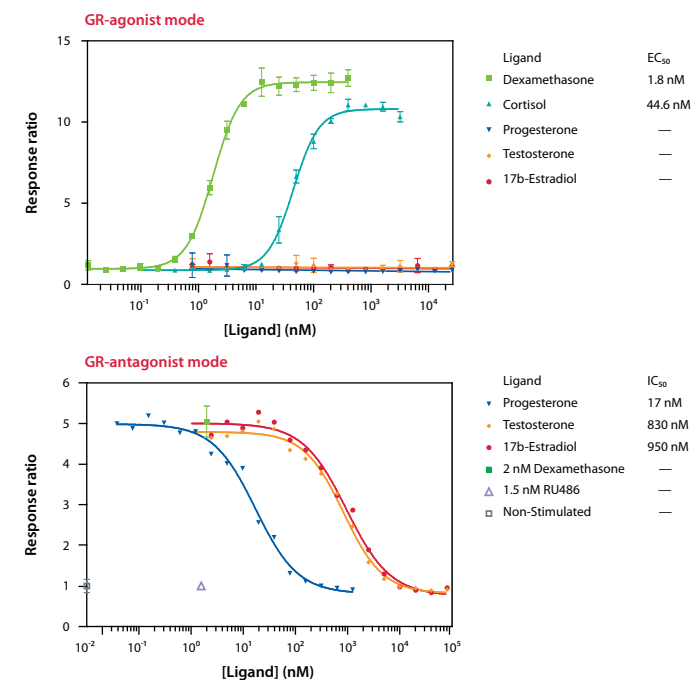 GR-agonist mode
15
10
5
0
Response ratio
10⁻¹ 10⁰ 10¹ 10² 10³ 10⁴
[Ligand] (nM)
Ligand EC₅₀
Dexamethasone 1.8 nM
Cortisol 44.6 nM
Progesterone —
Testosterone —
17b-Estradiol —
GR-antagonist mode
6
5
4
3
2
1
0
Response ratio
10⁻² 10⁻¹ 10⁰ 10¹ 10² 10³ 10⁴ 10⁵
[Ligand] (nM)
Ligand IC₅₀
Progesterone 17 nM
Testosterone 830 nM
17b-Estradiol 950 nM
2 nM Dexamethasone —
1.5 nM RU486 —
Non-Stimulated —